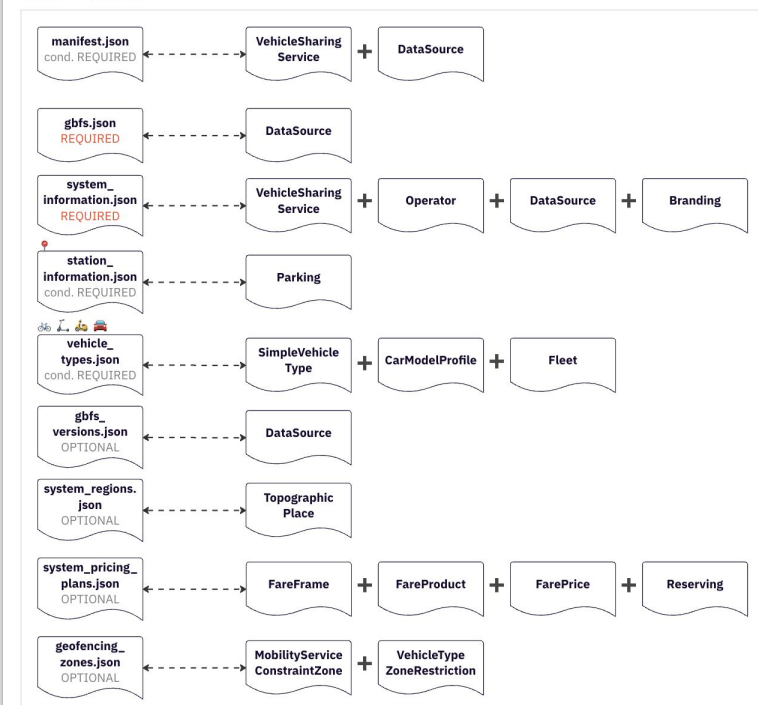 manifest.json
cond. REQUIRED
VehicleSharing
Service
+
DataSource
gbfs.json
REQUIRED
DataSource
system_
information.json
REQUIRED
VehicleSharing
Service
+
Operator
+
DataSource
+
Branding
station_
information.json
cond. REQUIRED
Parking
vehicle_
types.json
cond. REQUIRED
SimpleVehicle
Type
+
CarModelProfile
+
Fleet
gbfs_
versions.json
OPTIONAL
DataSource
system_regions.
json
OPTIONAL
Topographic
Place
system_pricing_
plans.json
OPTIONAL
FareFrame
+
FareProduct
+
FarePrice
+
Reserving
geofencing_
zones.json
OPTIONAL
MobilityService
ConstraintZone
+
VehicleType
ZoneRestriction